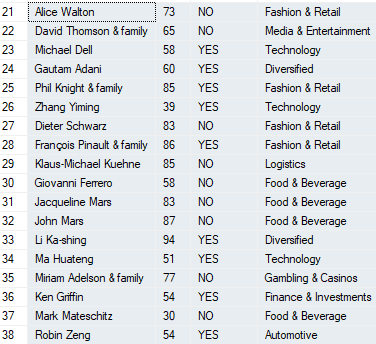 21 Alice Walton 73 NO Fashion & Retail
22 David Thomson & family 65 NO Media & Entertainment
23 Michael Dell 58 YES Technology
24 Gautam Adani 60 YES Diversified
25 Phil Knight & family 85 YES Fashion & Retail
26 Zhang Yiming 39 YES Technology
27 Dieter Schwarz 83 NO Fashion & Retail
28 François Pinault & family 86 YES Fashion & Retail
29 Klaus-Michael Kuehne 85 NO Logistics
30 Giovanni Ferrero 58 NO Food & Beverage
31 Jacqueline Mars 83 NO Food & Beverage
32 John Mars 87 NO Food & Beverage
33 Li Ka-shing 94 YES Diversified
34 Ma Huateng 51 YES Technology
35 Miriam Adelson & family 77 NO Gambling & Casinos
36 Ken Griffin 54 YES Finance & Investments
37 Mark Mateschitz 30 NO Food & Beverage
38 Robin Zeng 54 YES Automotive